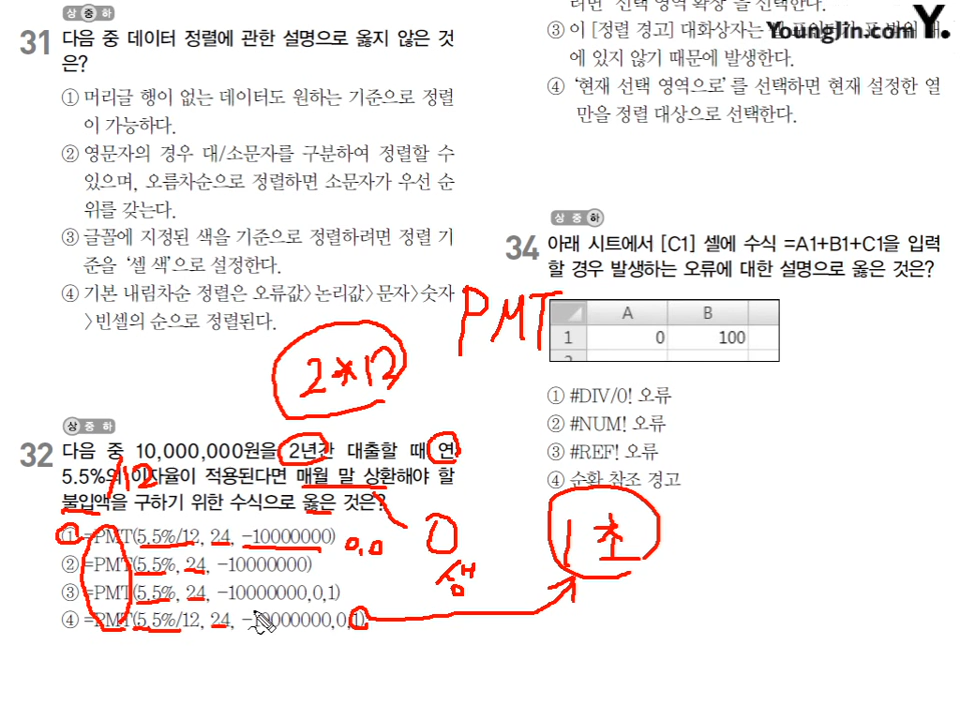 상 중 하
31 다음 중 데이터 정렬에 관한 설명으로 옳지 않은 것
은?
① 머리글 행이 없는 데이터도 원하는 기준으로 정렬
이 가능하다.
② 영문자의 경우 대/소문자를 구분하여 정렬할 수
있으며, 오름차순으로 정렬하면 소문자가 우선 순
위를 갖는다.
③ 글꼴에 지정된 색을 기준으로 정렬하려면 정렬 기
준을 ‘셀 색’으로 설정한다.
④ 기본 내림차순 정렬은 오류값〉논리값〉문자〉숫자
〉빈셀의 순으로 정렬된다.
2*12
상 중 하
32 다음 중 10,000,000원을 2년간 대출할 때 연
5.5%의 이자율이 적용된다면 매월 말 상환해야 할
/12
불입액을 구하기 위한 수식으로 옳은 것은?
① =PMT(5.5%/12, 24, -10000000)
0,0
0
생
② =PMT(5.5%, 24, -10000000)
③ =PMT(5.5%, 24, -10000000,0,1)
④ =PMT(5.5%/12, 24, -10000000,0,1)
려면 ‘선택 영역 확장’을 선택한다.
③ 이 [정렬 경고] 대화상자는
Younglin.com Y.
에 있지 않기 때문에 발생한다.
④ ‘현재 선택 영역으로’를 선택하면 현재 설정한 열
만을 정렬 대상으로 선택한다.
상 중 하
34 아래 시트에서 [C1] 셀에 수식 =A1+B1+C1을 입력
할 경우 발생하는 오류에 대한 설명으로 옳은 것은?
PMT
A B
1 0 100
① #DIV/0! 오류
② #NUM! 오류
③ #REF! 오류
④ 순환 참조 경고
1 초